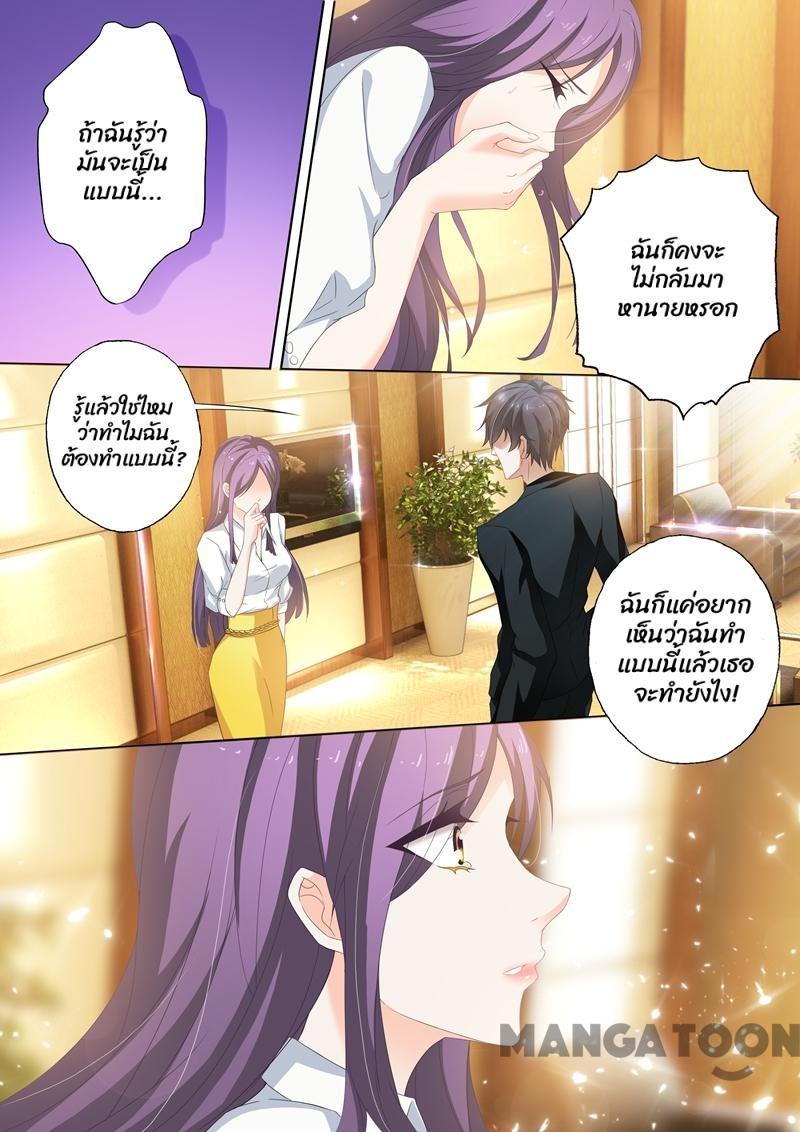 ถ้าฉันรู้ว่า
มันจะเป็น
แบบนี้...
ฉันก็คงจะ
ไม่กลับมา
หานายหรอก
รู้แล้วใช่ไหม
ว่าทำไมฉัน
ต้องทำแบบนี้?
ฉันก็แค่อยาก
เห็นว่าฉันทำ
แบบนี้แล้วเธอ
จะทำยังไง!
MANGATOON